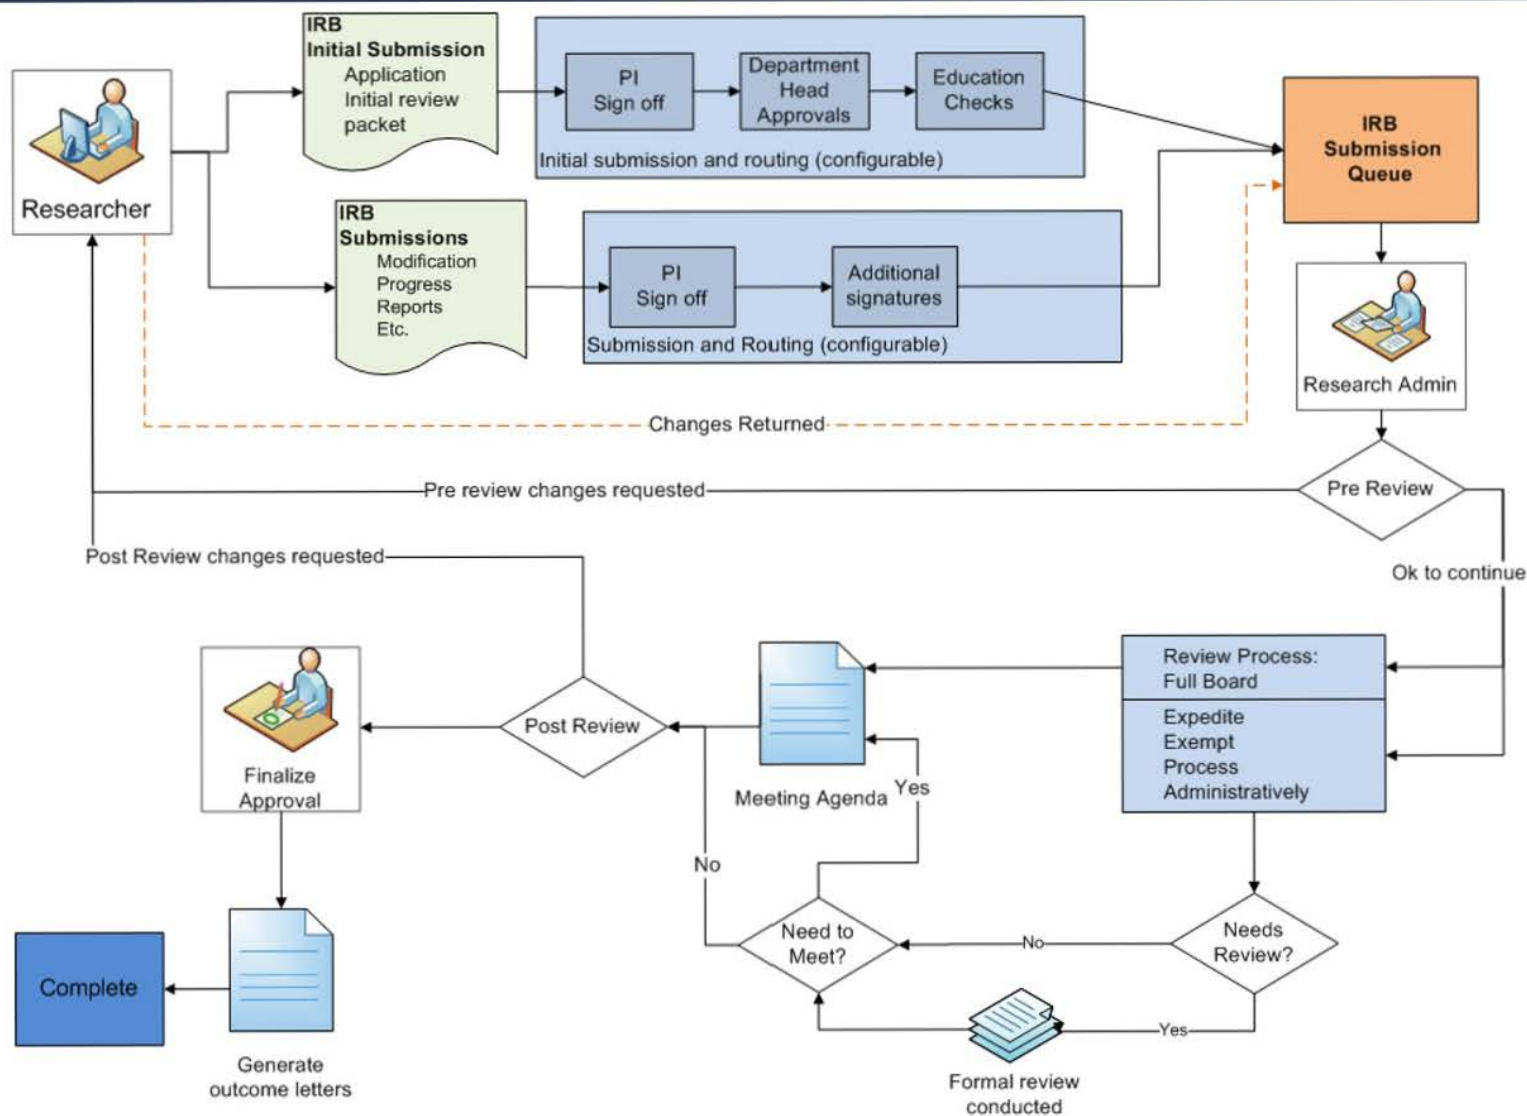 IRB
Initial Submission
Application
Initial review
packet
PI
Sign off
Department
Head
Approvals
Education
Checks
Initial submission and routing (configurable)
IRB
Submission
Queue
Researcher
IRB
Submissions
Modification
Progress
Reports
Etc.
PI
Sign off
Additional
signatures
Submission and Routing (configurable)
Research Admin
Changes Returned
Pre review changes requested
Pre Review
Post Review changes requested
Ok to continue
Review Process:
Full Board
Expedite
Exempt
Process
Administratively
Post Review
Meeting Agenda
Yes
Finalize
Approval
No
Need to
Meet?
No
Needs
Review?
Complete
Yes
Generate
outcome letters
Formal review
conducted